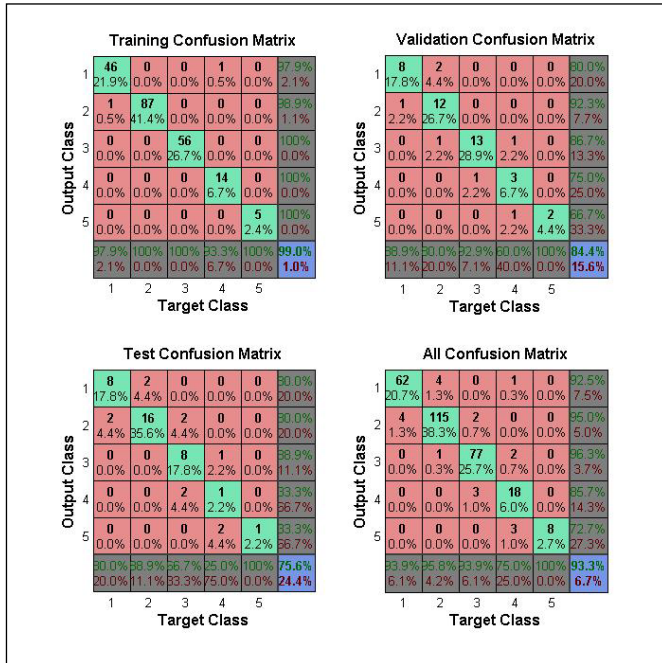 Training Confusion Matrix
Output Class
1
46 0 0 1 0 97.9%
21.9% 0.0% 0.0% 0.5% 0.0% 2.1%
2
1 87 0 0 0 98.9%
0.5% 41.4% 0.0% 0.0% 0.0% 1.1%
3
0 0 56 0 0 100%
0.0% 0.0% 26.7% 0.0% 0.0% 0.0%
4
0 0 0 14 0 100%
0.0% 0.0% 0.0% 6.7% 0.0% 0.0%
5
0 0 0 0 5 100%
0.0% 0.0% 0.0% 0.0% 2.4% 0.0%
97.9% 100% 100% 93.3% 100% 99.0%
2.1% 0.0% 0.0% 6.7% 0.0% 1.0%
1 2 3 4 5
Target Class
Validation Confusion Matrix
Output Class
1
8 2 0 0 0 80.0%
17.8% 4.4% 0.0% 0.0% 0.0% 20.0%
2
1 12 0 0 0 92.3%
2.2% 26.7% 0.0% 0.0% 0.0% 7.7%
3
0 1 13 1 0 86.7%
0.0% 2.2% 28.9% 2.2% 0.0% 13.3%
4
0 0 1 3 0 75.0%
0.0% 0.0% 2.2% 6.7% 0.0% 25.0%
5
0 0 0 1 2 66.7%
0.0% 0.0% 0.0% 2.2% 4.4% 33.3%
88.9% 80.0% 92.9% 60.0% 100% 84.4%
11.1% 20.0% 7.1% 40.0% 0.0% 15.6%
1 2 3 4 5
Target Class
Test Confusion Matrix
Output Class
1
8 2 0 0 0 80.0%
17.8% 4.4% 0.0% 0.0% 0.0% 20.0%
2
2 16 2 0 0 80.0%
4.4% 35.6% 4.4% 0.0% 0.0% 20.0%
3
0 0 8 1 0 88.9%
0.0% 0.0% 17.8% 2.2% 0.0% 11.1%
4
0 0 2 1 0 33.3%
0.0% 0.0% 4.4% 2.2% 0.0% 66.7%
5
0 0 0 2 1 33.3%
0.0% 0.0% 0.0% 4.4% 2.2% 66.7%
80.0% 88.9% 66.7% 25.0% 100% 75.6%
20.0% 11.1% 33.3% 75.0% 0.0% 24.4%
1 2 3 4 5
Target Class
All Confusion Matrix
Output Class
1
62 4 0 1 0 92.5%
20.7% 1.3% 0.0% 0.3% 0.0% 7.5%
2
4 115 2 0 0 95.0%
1.3% 38.3% 0.7% 0.0% 0.0% 5.0%
3
0 1 77 2 0 96.3%
0.0% 0.3% 25.7% 0.7% 0.0% 3.7%
4
0 0 3 18 0 85.7%
0.0% 0.0% 1.0% 6.0% 0.0% 14.3%
5
0 0 0 3 8 72.7%
0.0% 0.0% 0.0% 1.0% 2.7% 27.3%
93.9% 95.8% 93.9% 75.0% 100% 93.3%
6.1% 4.2% 6.1% 25.0% 0.0% 6.7%
1 2 3 4 5
Target Class